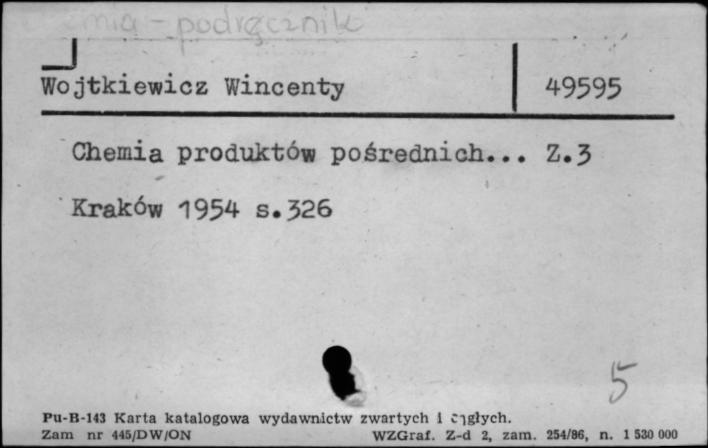 Chemia - podręcznik
Wojtkiewicz Wincenty 49595
Chemia produktów pośrednich... Z.3
Kraków 1954 s.326
5
Pu-B-143 Karta katalogowa wydawnictw zwartych i ciągłych.
Zam nr 445/DW/ON WZGraf. Z-d 2, zam. 254/86, n. 1 530 000